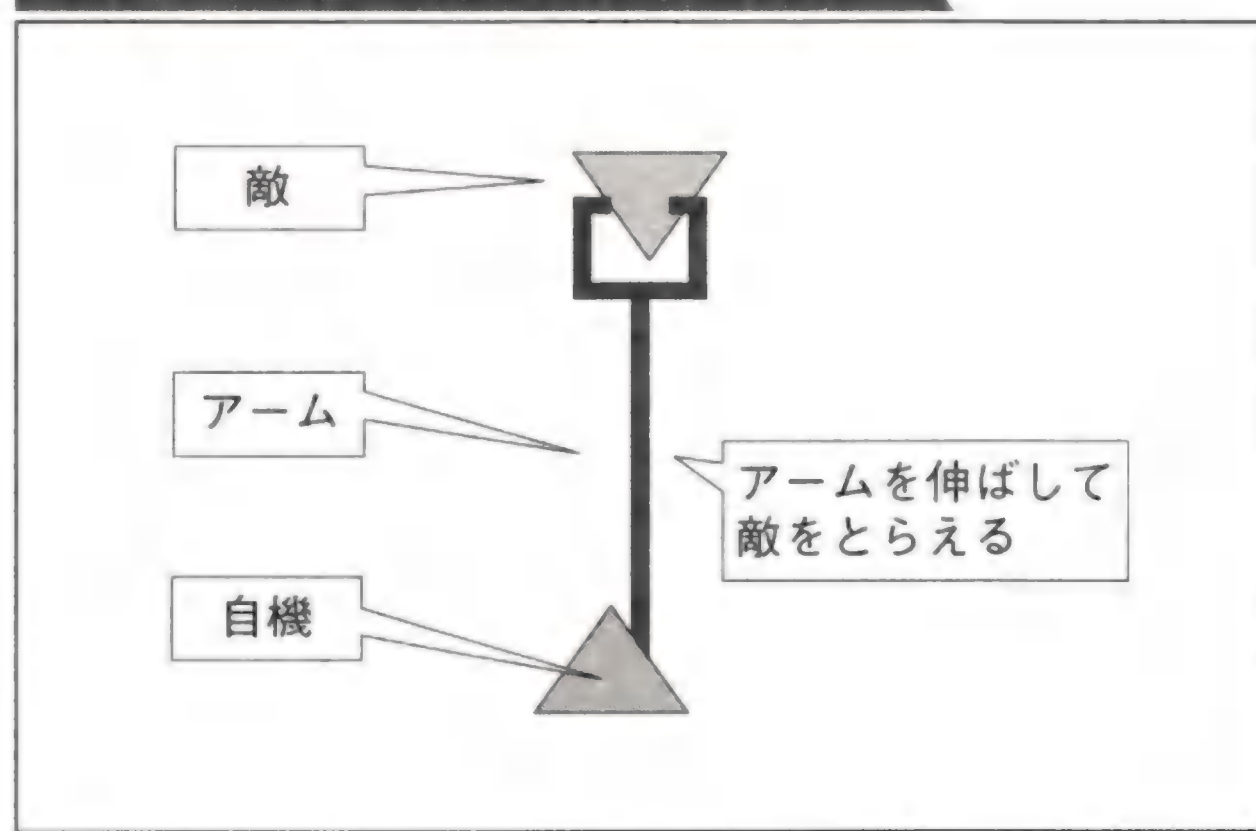 敵
アーム
アームを伸ばして
敵をとらえる
自機